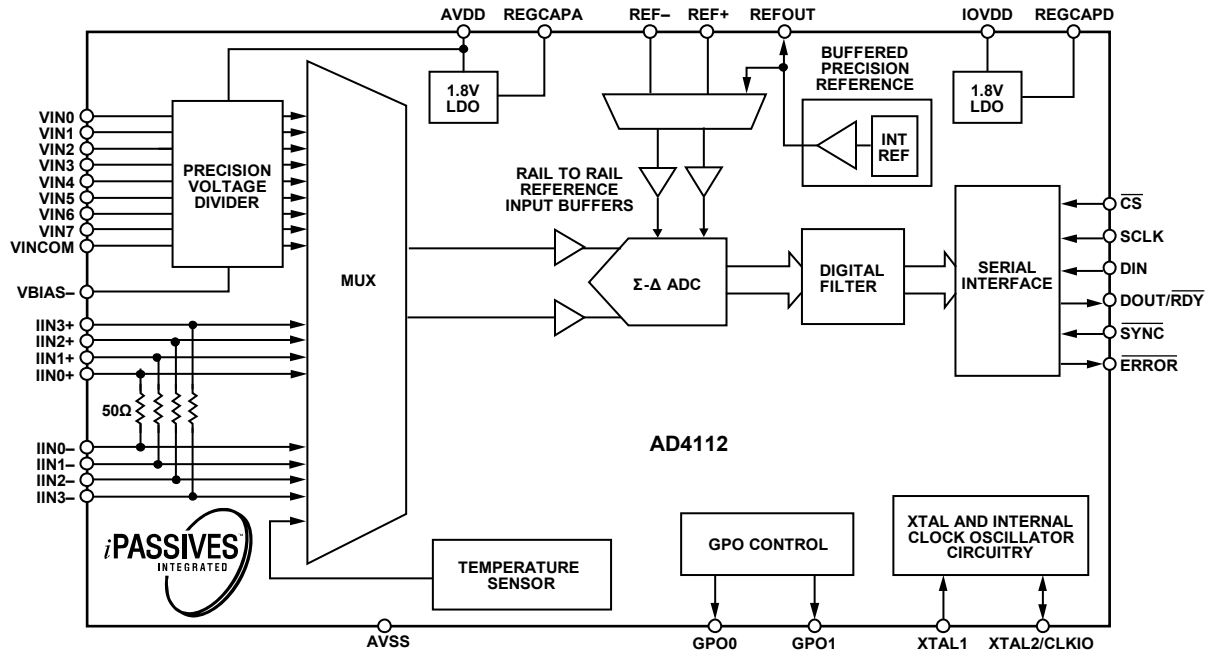 AVDD
REGCAPA
REF–
REF+
REFOUT
IOVDD
REGCAPD
BUFFERED
PRECISION
REFERENCE
1.8V
LDO
1.8V
LDO
INT
REF
VIN0
VIN1
VIN2
VIN3
VIN4
VIN5
VIN6
VIN7
VINCOM
VBIAS–
PRECISION
VOLTAGE
DIVIDER
RAIL TO RAIL
REFERENCE
INPUT BUFFERS
MUX
Σ-Δ ADC
DIGITAL
FILTER
SERIAL
INTERFACE
CS
SCLK
DIN
DOUT/RDY
SYNC
ERROR
IIN3+
IIN2+
IIN1+
IIN0+
50Ω
IIN0–
IIN1–
IIN2–
IIN3–
AD4112
iPASSIVES™
INTEGRATED
TEMPERATURE
SENSOR
GPO CONTROL
XTAL AND INTERNAL
CLOCK OSCILLATOR
CIRCUITRY
AVSS
GPO0
GPO1
XTAL1
XTAL2/CLKIO